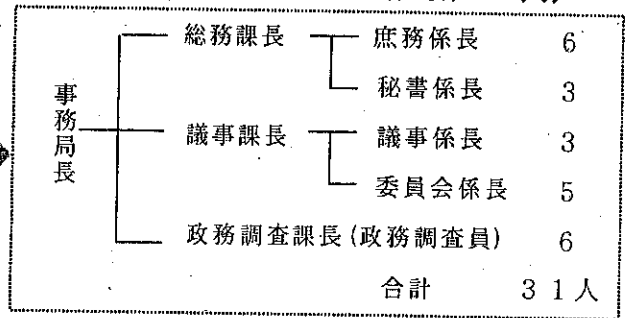 総務課長 庶務係長 6
秘書係長 3
事務局長
議事課長 議事係長 3
委員会係長 5
政務調査課長(政務調査員) 6
合計 31人